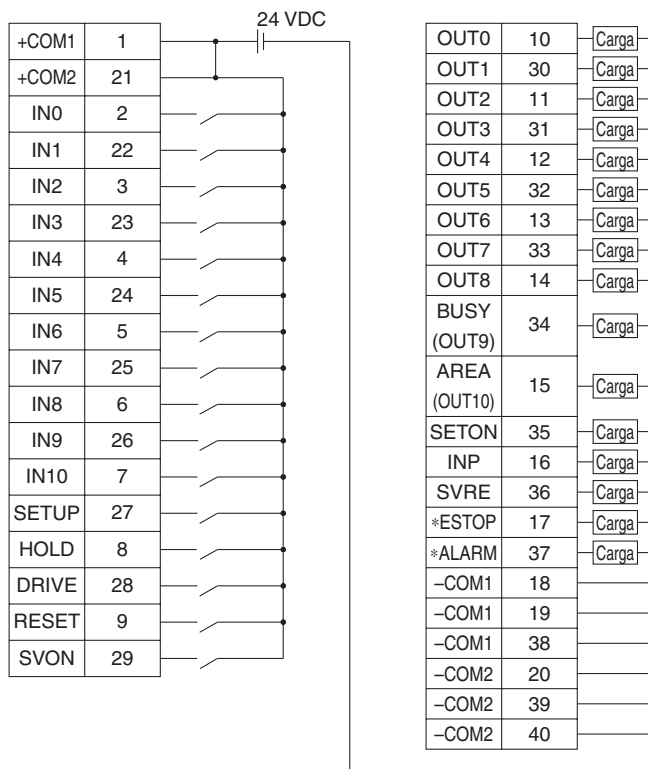 24 VDC
+COM1 1
+COM2 21
IN0 2
IN1 22
IN2 3
IN3 23
IN4 4
IN5 24
IN6 5
IN7 25
IN8 6
IN9 26
IN10 7
SETUP 27
HOLD 8
DRIVE 28
RESET 9
SVON 29
OUT0 10 Carga
OUT1 30 Carga
OUT2 11 Carga
OUT3 31 Carga
OUT4 12 Carga
OUT5 32 Carga
OUT6 13 Carga
OUT7 33 Carga
OUT8 14 Carga
BUSY
(OUT9) 34 Carga
AREA
(OUT10) 15 Carga
SETON 35 Carga
INP 16 Carga
SVRE 36 Carga
*ESTOP 17 Carga
*ALARM 37 Carga
–COM1 18
–COM1 19
–COM1 38
–COM2 20
–COM2 39
–COM2 40